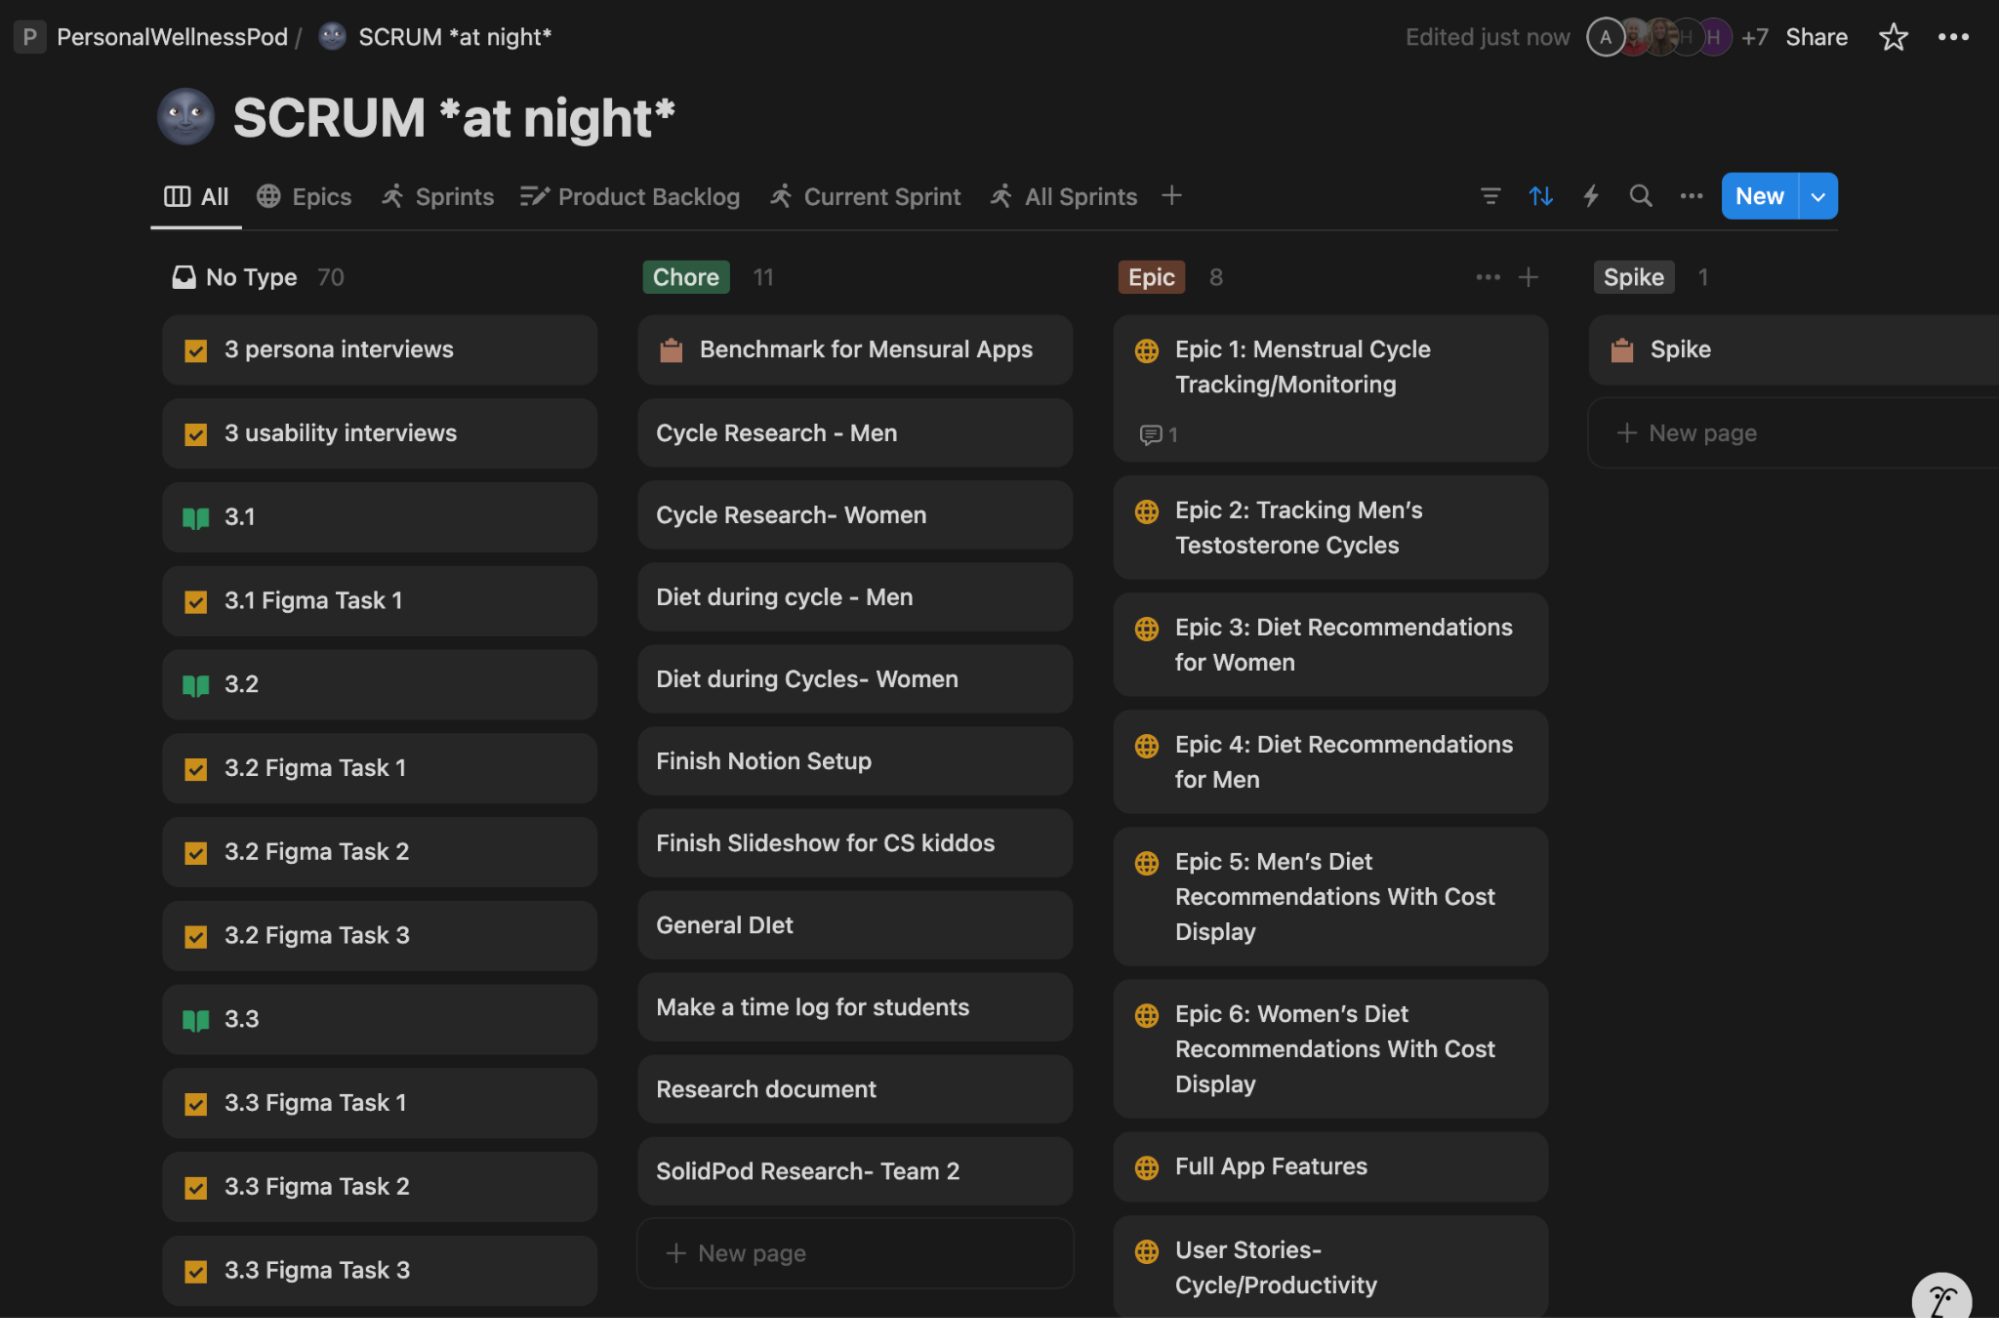 P PersonalWellnessPod / SCRUM *at night*
Edited just now A H H +7 Share
SCRUM *at night*
All Epics Sprints Product Backlog Current Sprint All Sprints
New
No Type 70
3 persona interviews
3 usability interviews
3.1
3.1 Figma Task 1
3.2
3.2 Figma Task 1
3.2 Figma Task 2
3.2 Figma Task 3
3.3
3.3 Figma Task 1
3.3 Figma Task 2
3.3 Figma Task 3
Chore 11
Benchmark for Mensural Apps
Cycle Research - Men
Cycle Research- Women
Diet during cycle - Men
Diet during Cycles- Women
Finish Notion Setup
Finish Slideshow for CS kiddos
General DIet
Make a time log for students
Research document
SolidPod Research- Team 2
+ New page
Epic 8
Epic 1: Menstrual Cycle
Tracking/Monitoring
1
Epic 2: Tracking Men’s
Testosterone Cycles
Epic 3: Diet Recommendations
for Women
Epic 4: Diet Recommendations
for Men
Epic 5: Men’s Diet
Recommendations With Cost
Display
Epic 6: Women’s Diet
Recommendations With Cost
Display
Full App Features
User Stories-
Cycle/Productivity
Spike 1
Spike
+ New page